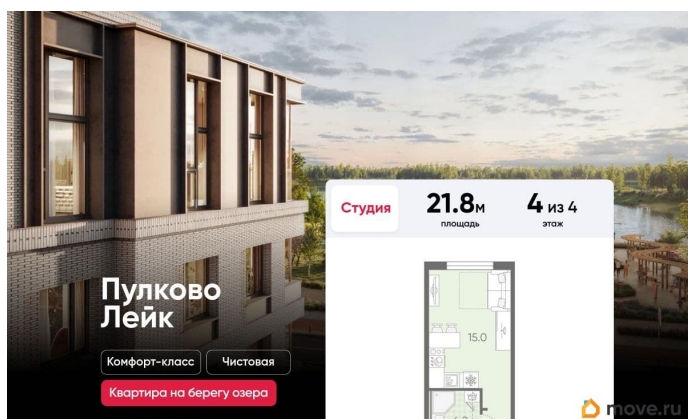 Студия
21.8м
площадь
4 из 4
этаж
15.0
Пулково
Лейк
Комфорт-класс
Чистовая
Квартира на берегу озера
move.ru